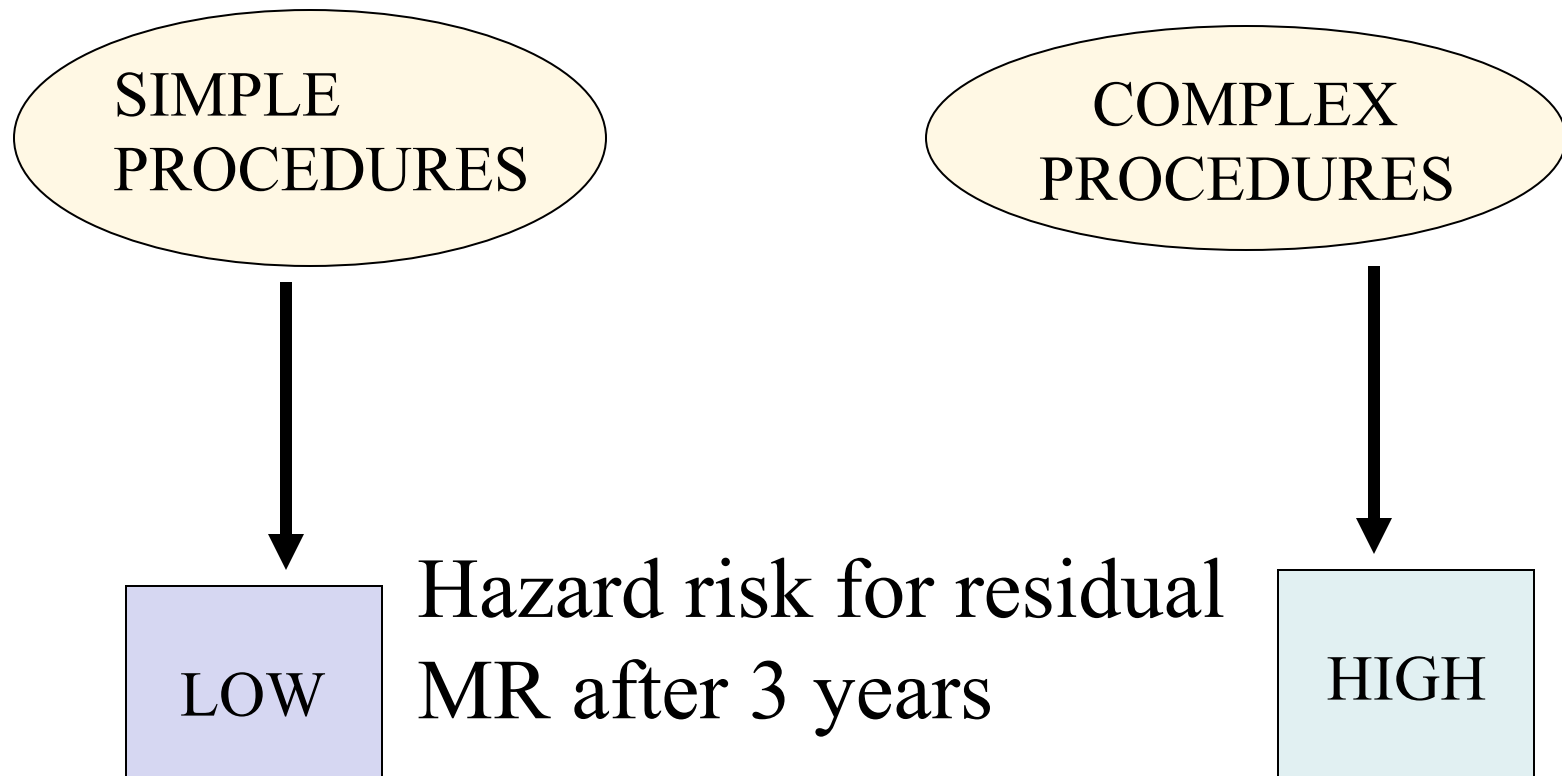 SIMPLE
PROCEDURES
COMPLEX
PROCEDURES
LOW
Hazard risk for residual
MR after 3 years
HIGH